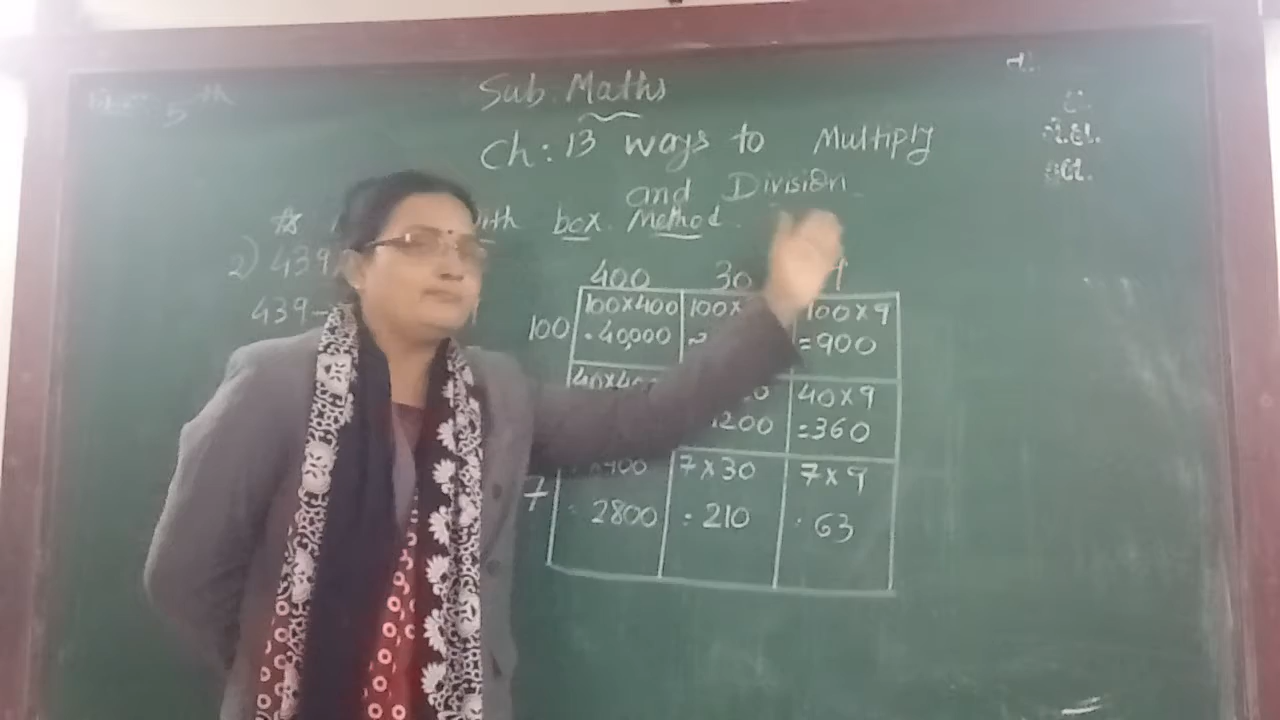 5th
Sub. Maths
Ch: 13 ways to Multiply
and Division
with box Method.
2) 439
439-
400 30 9
100 100×400 100× 100×9
=40,000 =900
40×40 40×9
1200 =360
7 ×400 7×30 7×9
= 2800 = 210 = 63